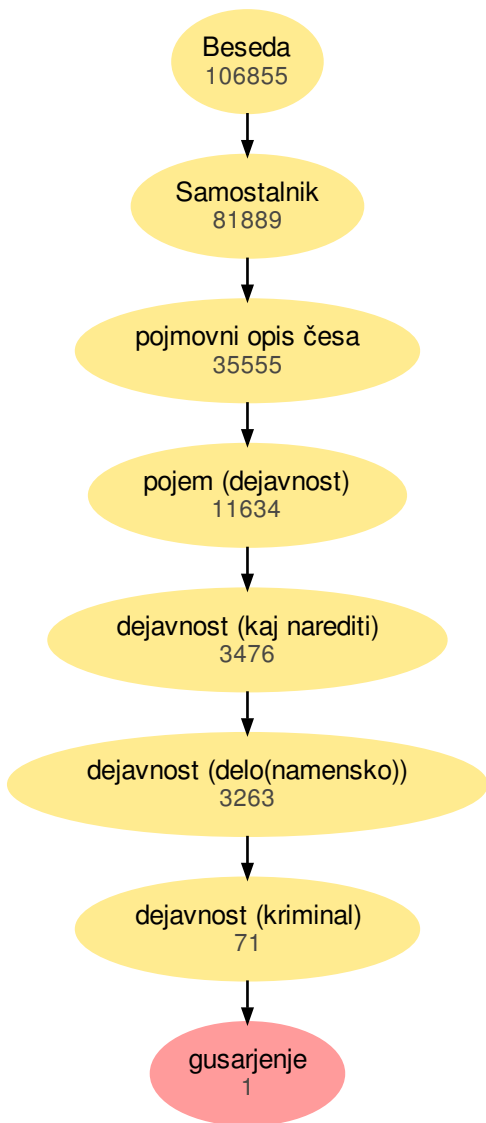 Beseda
106855
Samostalnik
81889
pojmovni opis česa
35555
pojem (dejavnost)
11634
dejavnost (kaj narediti)
3476
dejavnost (delo(namensko))
3263
dejavnost (kriminal)
71
gusarjenje
1